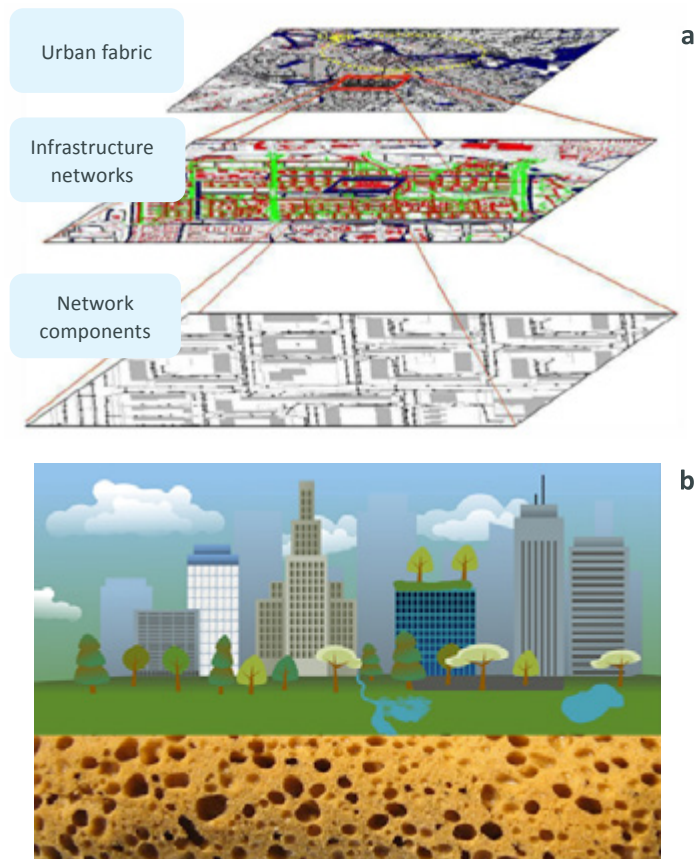 Urban fabric
a
Infrastructure
networks
Network
components
b